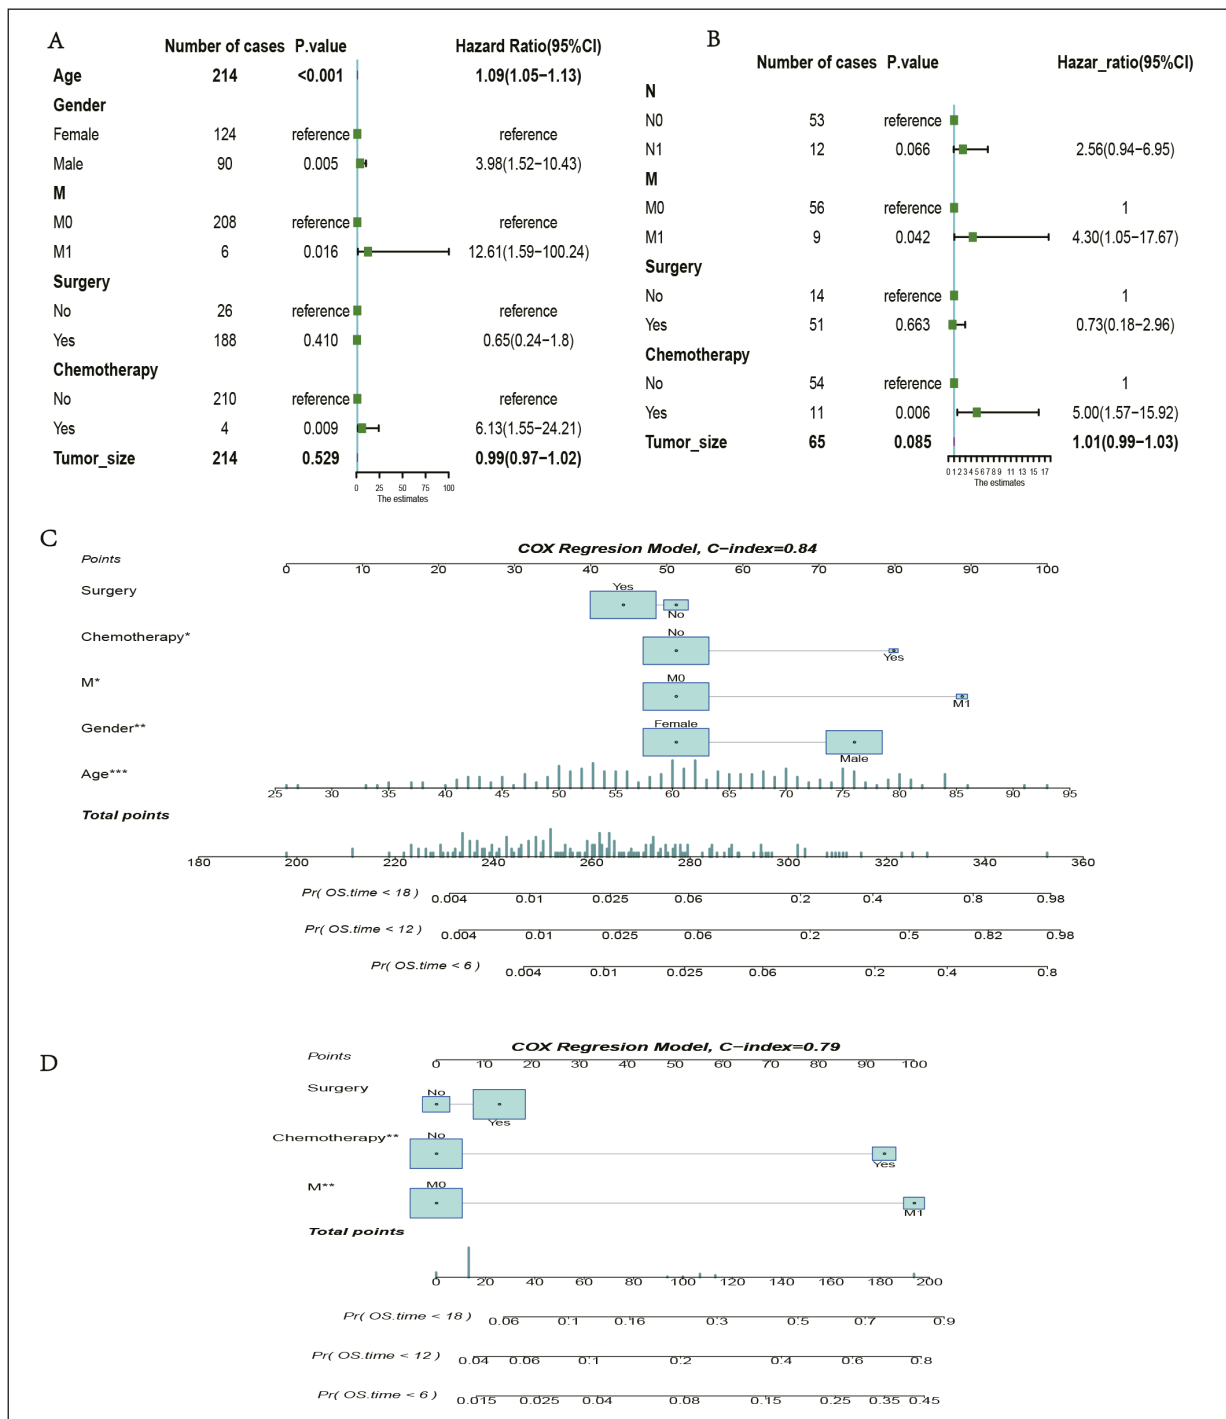 A
Number of cases P.value Hazard Ratio(95%CI)
Age 214 <0.001 1.09(1.05−1.13)
Gender
Female 124 reference reference
Male 90 0.005 3.98(1.52−10.43)
M
M0 208 reference reference
M1 6 0.016 12.61(1.59−100.24)
Surgery
No 26 reference reference
Yes 188 0.410 0.65(0.24−1.8)
Chemotherapy
No 210 reference reference
Yes 4 0.009 6.13(1.55−24.21)
Tumor_size 214 0.529 0.99(0.97−1.02)
0 25 50 75 100
The estimates
B
Number of cases P.value Hazar_ratio(95%CI)
N
N0 53 reference
N1 12 0.066 2.56(0.94−6.95)
M
M0 56 reference 1
M1 9 0.042 4.30(1.05−17.67)
Surgery
No 14 reference 1
Yes 51 0.663 0.73(0.18−2.96)
Chemotherapy
No 54 reference 1
Yes 11 0.006 5.00(1.57−15.92)
Tumor_size 65 0.085 1.01(0.99−1.03)
0 1 2 3 4 5 6 7 8 9 11 13 15 17
The estimates
C
COX Regresion Model, C−index=0.84
Points
0 10 20 30 40 50 60 70 80 90 100
Surgery
Yes
No
Chemotherapy*
No
Yes
M*
M0
M1
Gender**
Female
Male
Age***
25 30 35 40 45 50 55 60 65 70 75 80 85 90 95
Total points
180 200 220 240 260 280 300 320 340 360
Pr( OS.time < 18 )
0.004 0.01 0.025 0.06 0.2 0.4 0.8 0.98
Pr( OS.time < 12 )
0.004 0.01 0.025 0.06 0.2 0.5 0.82 0.98
Pr( OS.time < 6 )
0.004 0.01 0.025 0.06 0.2 0.4 0.8
D
COX Regresion Model, C−index=0.79
Points
0 10 20 30 40 50 60 70 80 90 100
Surgery
No
Yes
Chemotherapy**
No
Yes
M**
M0
M1
Total points
0 20 40 60 80 100 120 140 160 180 200
Pr( OS.time < 18 )
0.06 0.1 0.16 0.3 0.5 0.7 0.9
Pr( OS.time < 12 )
0.04 0.06 0.1 0.2 0.4 0.6 0.8
Pr( OS.time < 6 )
0.015 0.025 0.04 0.08 0.15 0.25 0.35 0.45